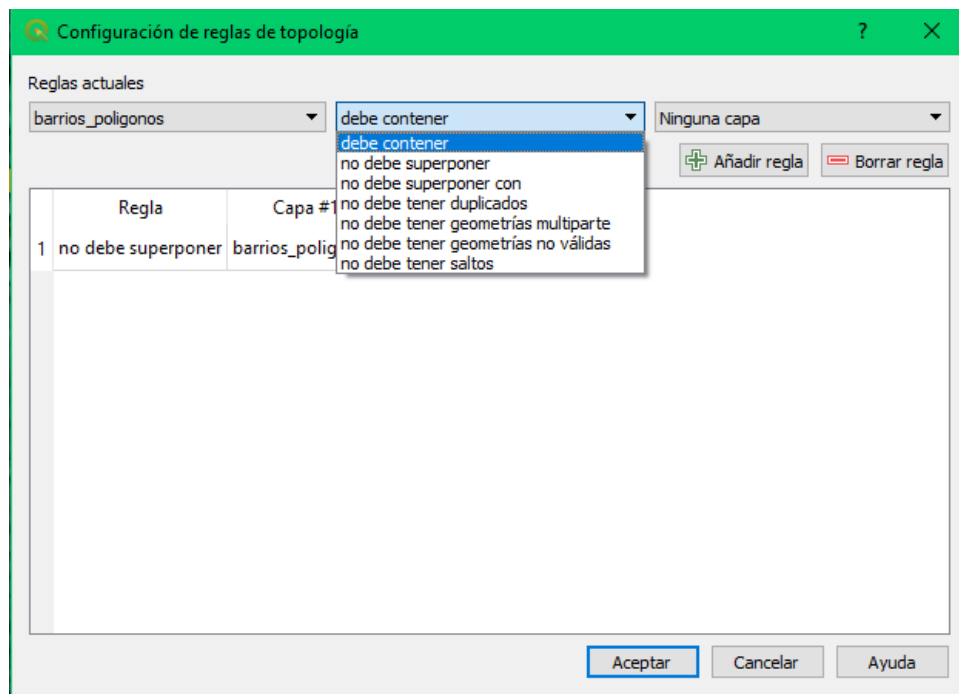 Configuración de reglas de topología
?
Reglas actuales
barrios_poligonos
debe contener
Ninguna capa
debe contener
no debe superponer
no debe superponer con
no debe tener duplicados
no debe tener geometrías multiparte
no debe tener geometrías no válidas
no debe tener saltos
Añadir regla
Borrar regla
Regla
Capa #1
1 no debe superponer barrios_polig
Aceptar
Cancelar
Ayuda